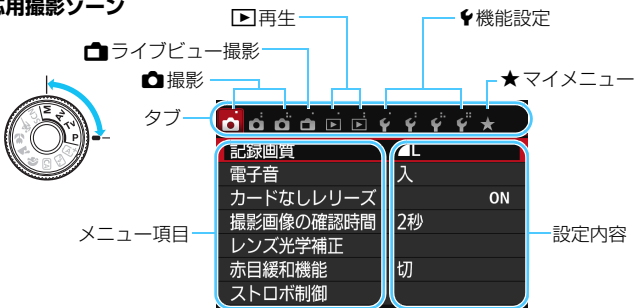 応用撮影ゾーン
再生
機能設定
ライブビュー撮影
撮影
★マイメニュー
タブ
メニュー項目
設定内容
記録画質 L
電子音 入
カードなしレリーズ ON
撮影画像の確認時間 2秒
レンズ光学補正
赤目緩和機能 切
ストロボ制御